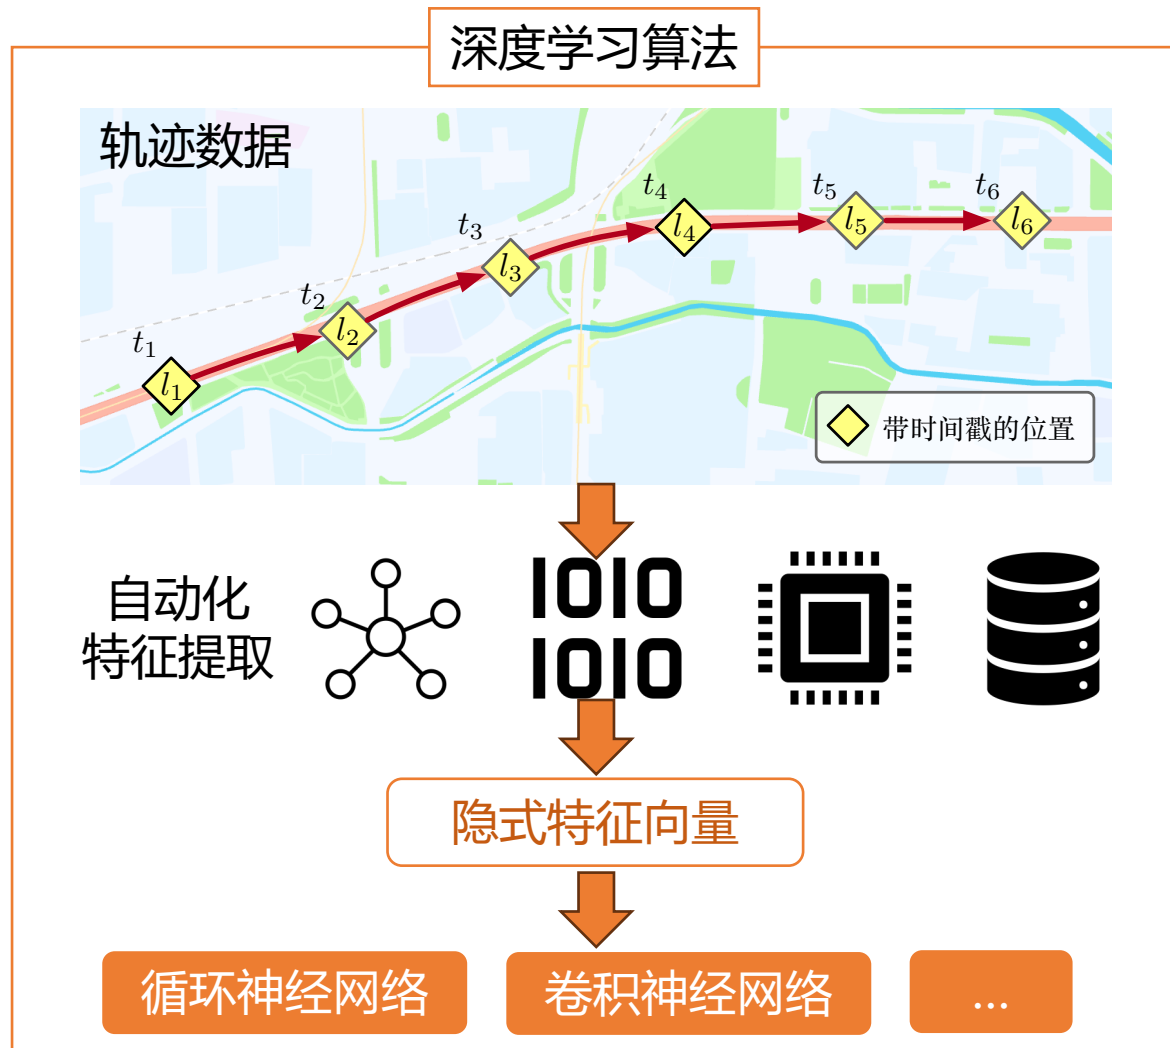 深度学习算法
轨迹数据
t₁ t₂ t₃ t₄ t₅ t₆
l₁ l₂ l₃ l₄ l₅ l₆
带时间戳的位置
自动化
特征提取
1010
1010
隐式特征向量
循环神经网络
卷积神经网络
...